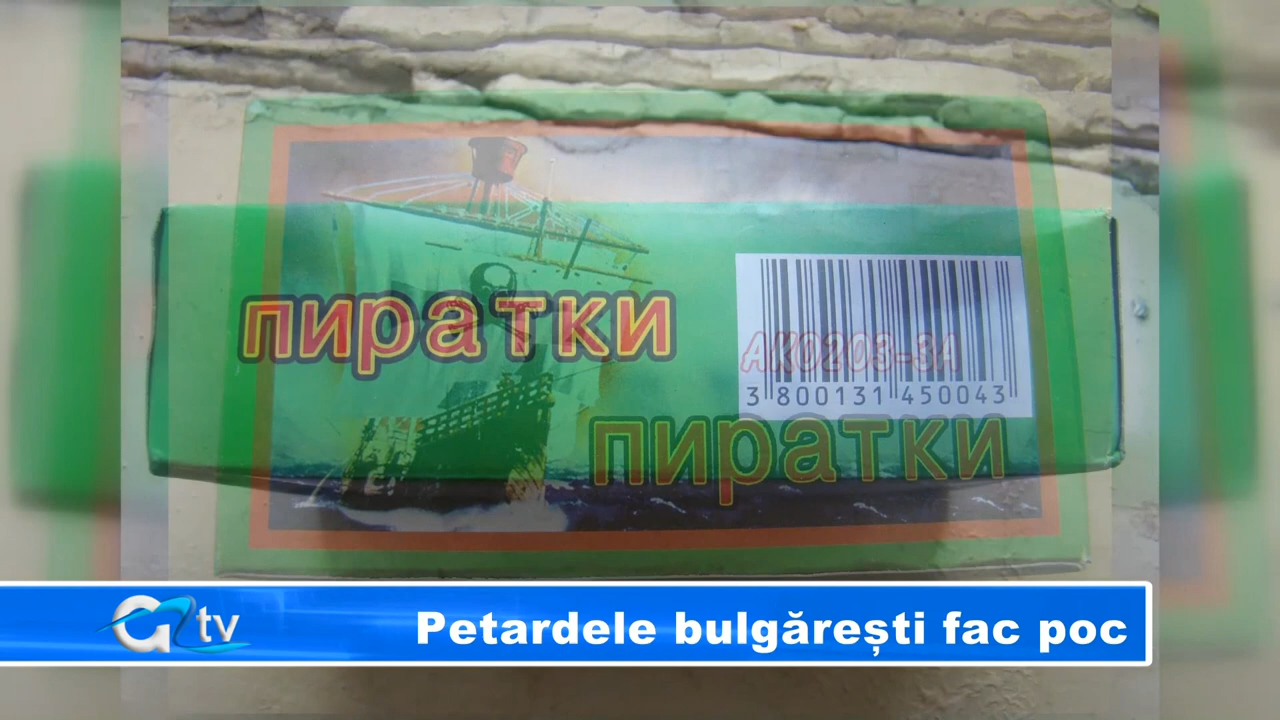 пиратки
AK0203-3A
3 800131 450043
пиратки
tv
Petardele bulgărești fac poc